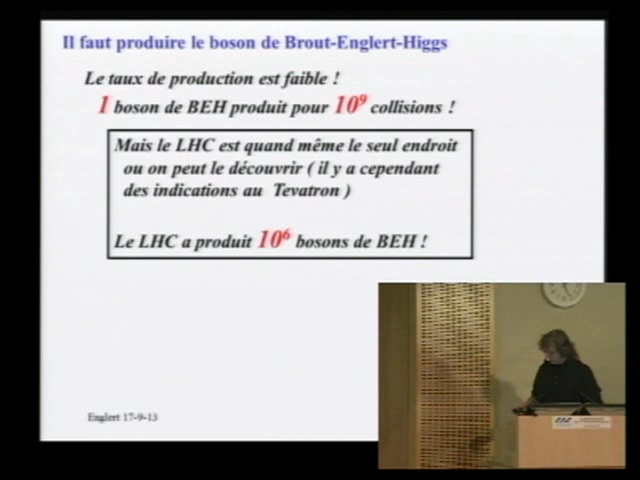 Il faut produire le boson de Brout-Englert-Higgs
Le taux de production est faible !
1 boson de BEH produit pour 10⁹ collisions !
Mais le LHC est quand même le seul endroit
ou on peut le découvrir ( il y a cependant
des indications au Tevatron )
Le LHC a produit 10⁶ bosons de BEH !
Englert 17-9-13